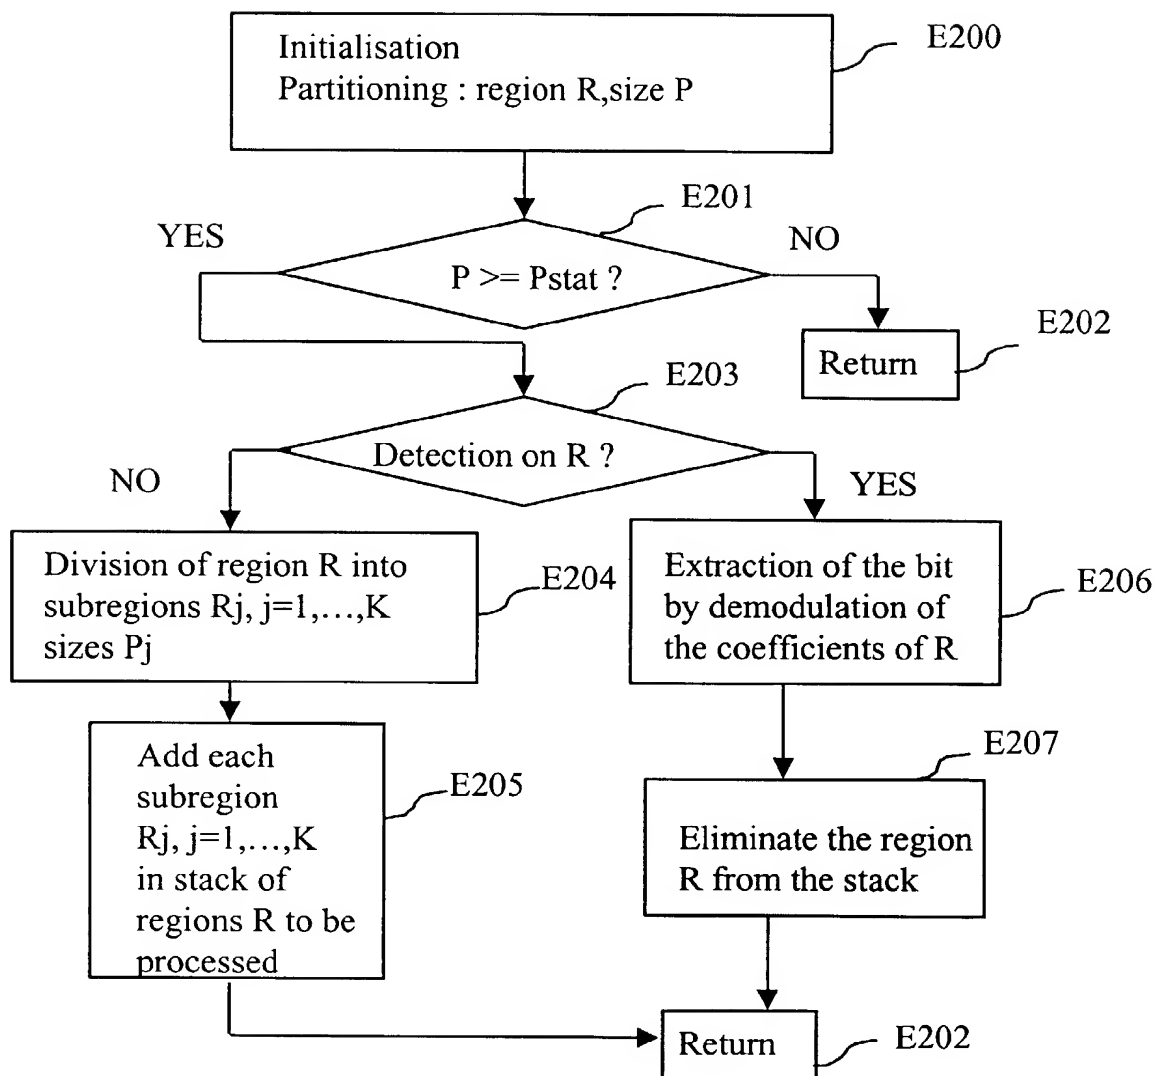 Initialisation
Partitioning : region R,size P
E200
E201
YES
NO
P >= Pstat ?
E202
Return
E203
Detection on R ?
NO
YES
Division of region R into
subregions Rj, j=1,...,K
sizes Pj
E204
Extraction of the bit
by demodulation of
the coefficients of R
E206
Add each
subregion
Rj, j=1,...,K
in stack of
regions R to be
processed
E205
E207
Eliminate the region
R from the stack
Return
E202